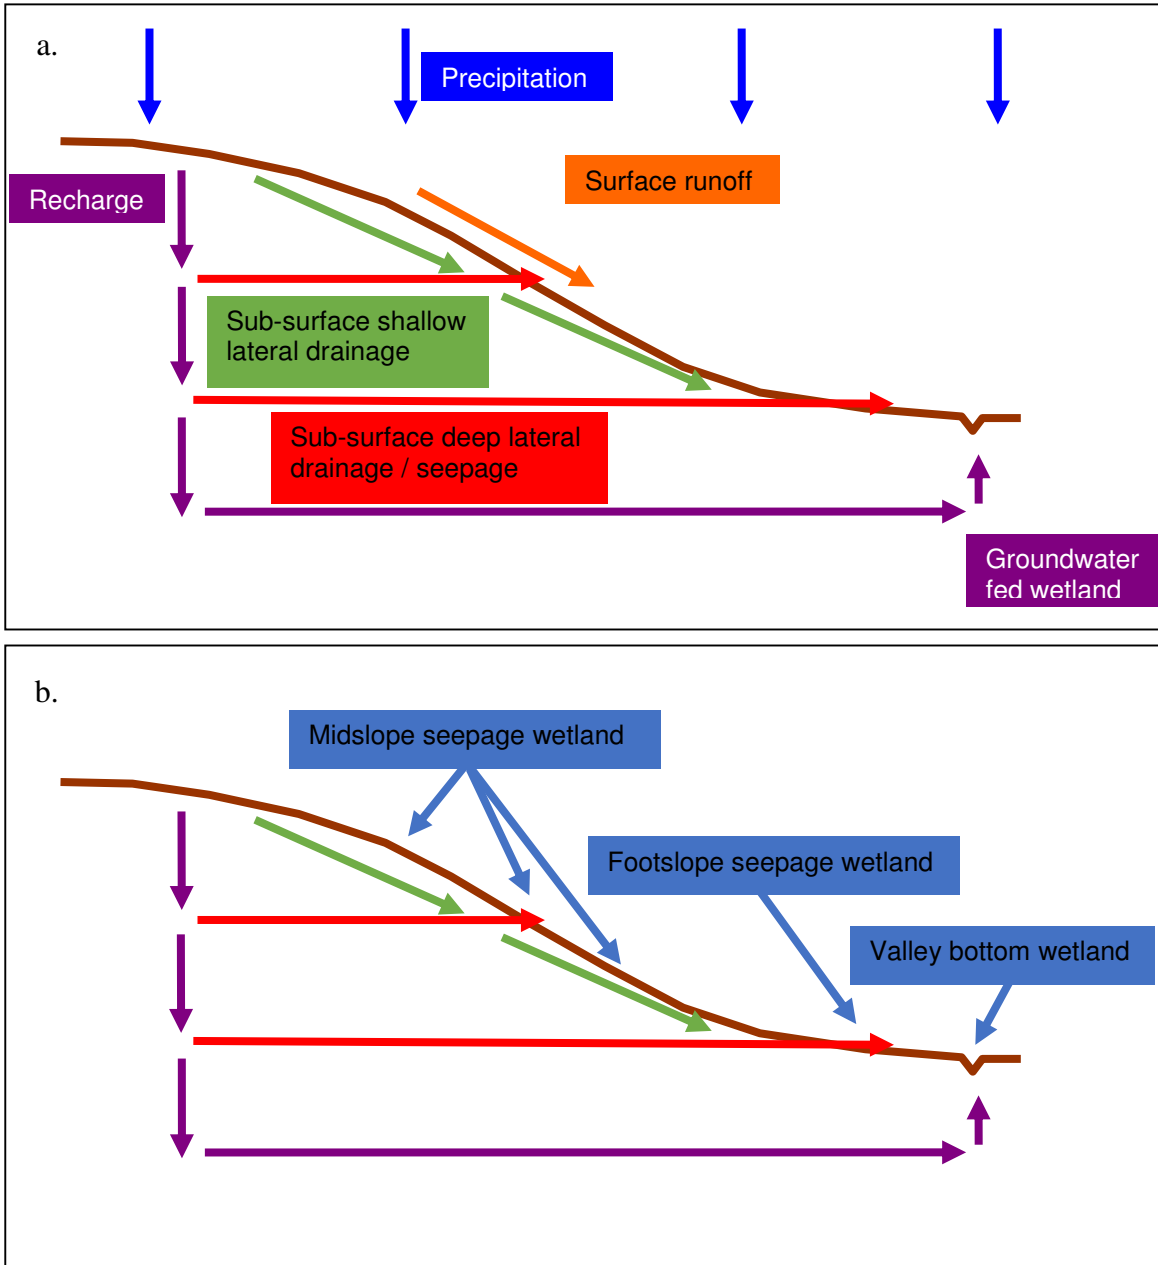 a.
Precipitation
Surface runoff
Recharge
Sub-surface shallow
lateral drainage
Sub-surface deep lateral
drainage / seepage
Groundwater
fed wetland
b.
Midslope seepage wetland
Footslope seepage wetland
Valley bottom wetland